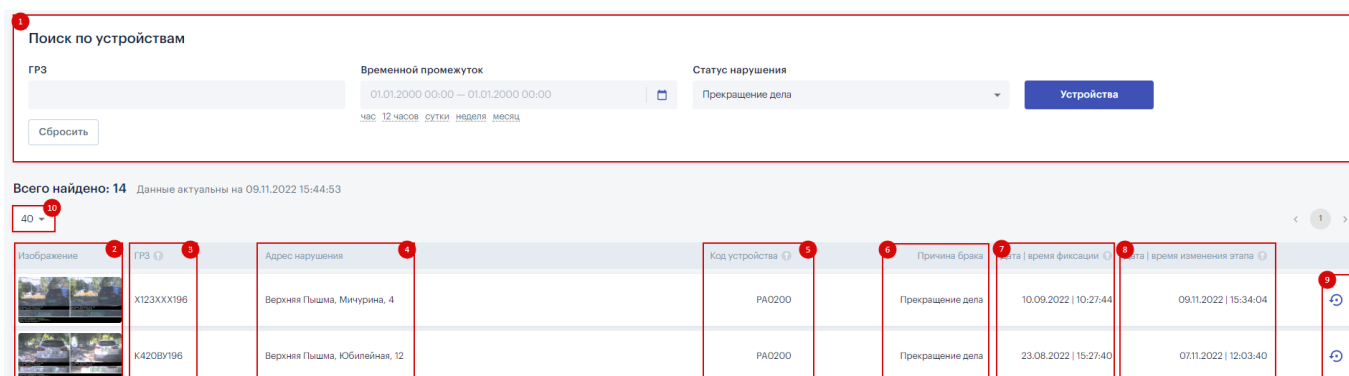 1
Поиск по устройствам
ГРЗ Временной промежуток Статус нарушения
01.01.2000 00:00 — 01.01.2000 00:00 Прекращение дела Устройства
час 12 часов сутки неделя месяц
Сбросить
Всего найдено: 14 Данные актуальны на 09.11.2022 15:44:53
10
40 1
2 3 4 5 6 7 8
Изображение ГРЗ Адрес нарушения Код устройства Причина брака Дата | время фиксации Дата | время изменения этапа
9
X123XXX196 Верхняя Пышма, Мичурина, 4 PA0200 Прекращение дела 10.09.2022 | 10:27:44 09.11.2022 | 15:34:04
К420ВУ196 Верхняя Пышма, Юбилейная, 12 PA0200 Прекращение дела 23.08.2022 | 15:27:40 07.11.2022 | 12:03:40